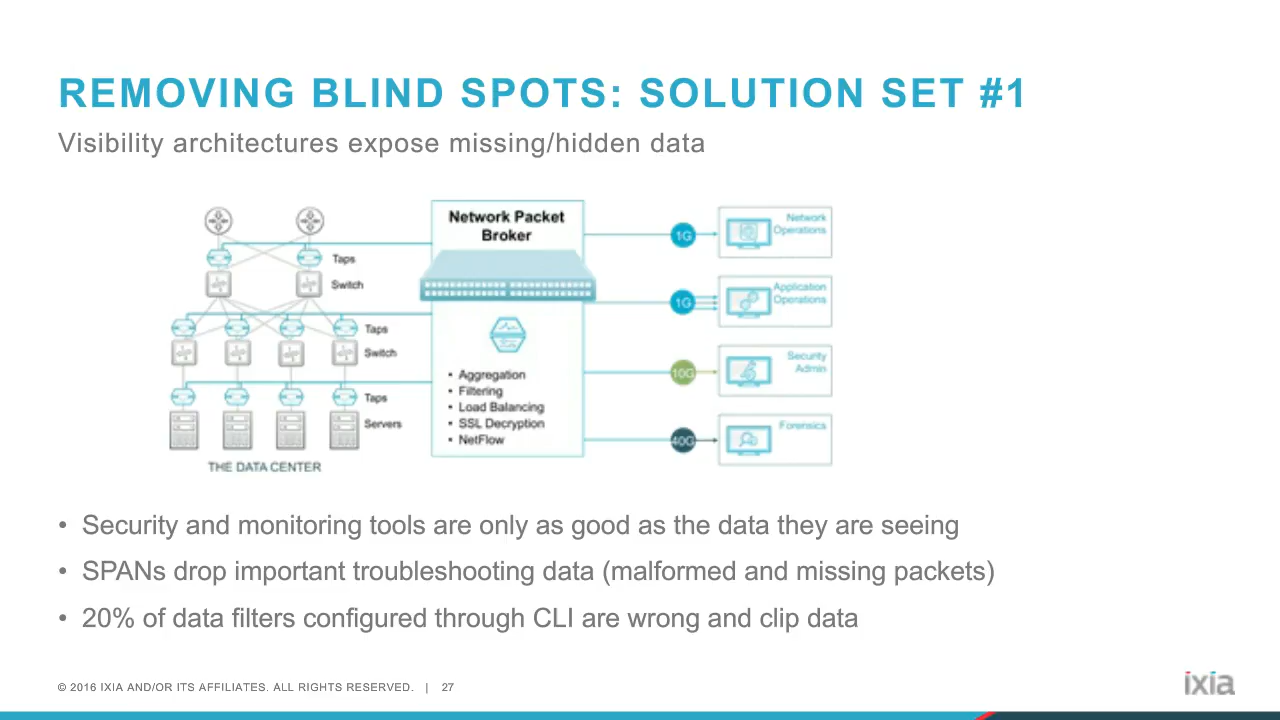 REMOVING BLIND SPOTS: SOLUTION SET #1
Visibility architectures expose missing/hidden data
Network Packet
Broker
Taps
Switch
Taps
Switch
Taps
Servers
THE DATA CENTER
• Aggregation
• Filtering
• Load Balancing
• SSL Decryption
• NetFlow
1G
Network
Operations
1G
Application
Operations
10G
Security
Admin
40G
Forensics
• Security and monitoring tools are only as good as the data they are seeing
• SPANs drop important troubleshooting data (malformed and missing packets)
• 20% of data filters configured through CLI are wrong and clip data
© 2016 IXIA AND/OR ITS AFFILIATES. ALL RIGHTS RESERVED. | 27
ixia